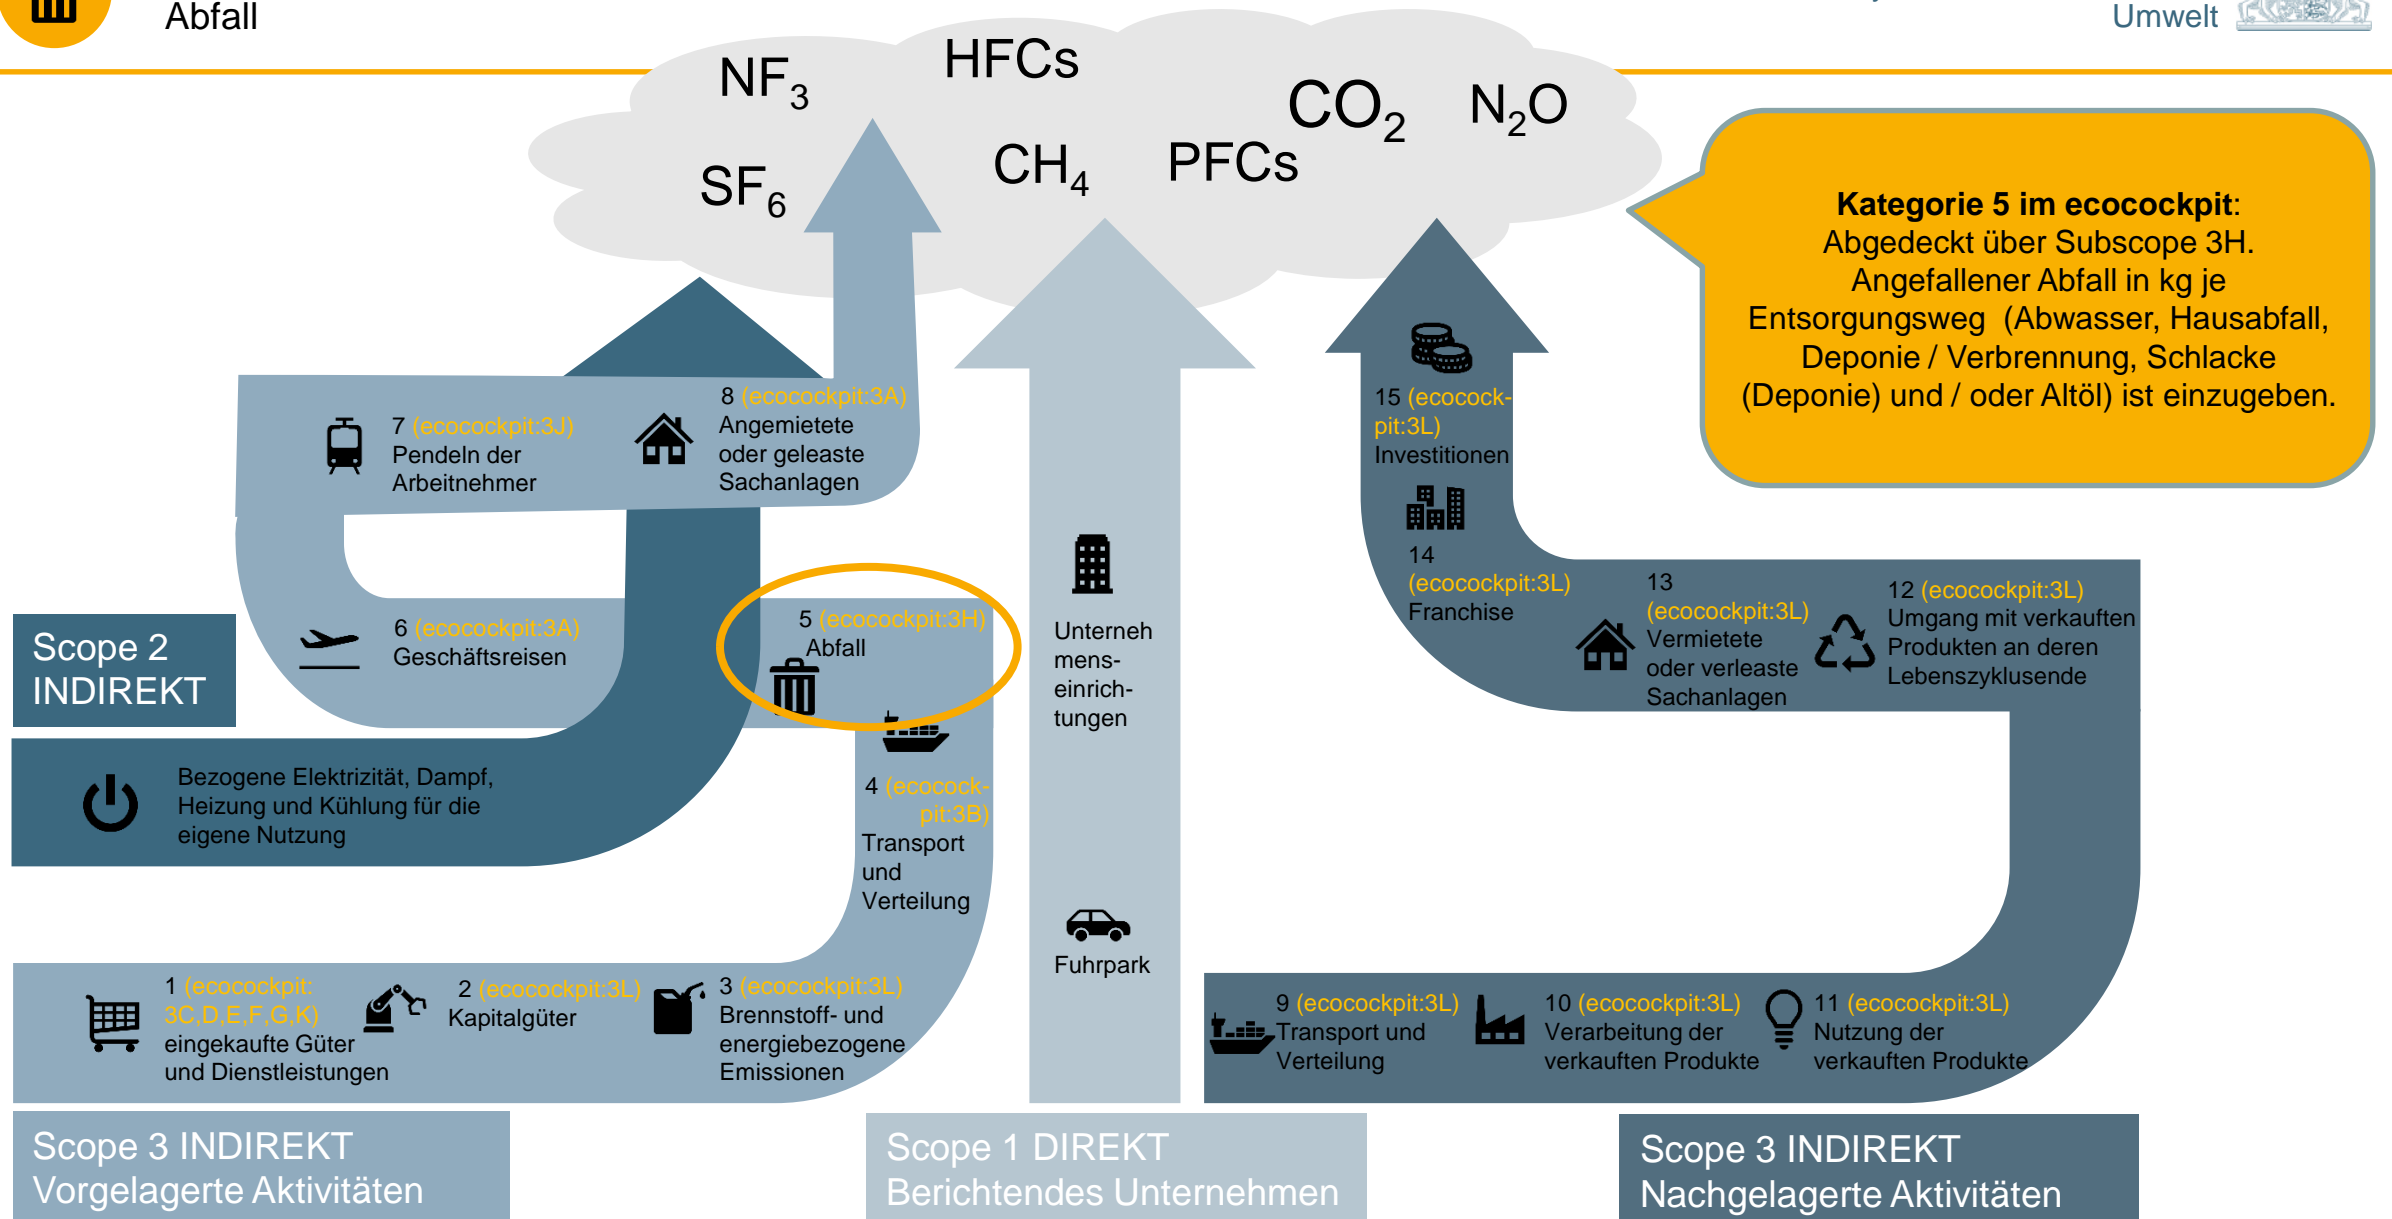 Abfall
Umwelt
NF3
HFCs
CO2
N2O
SF6
CH4
PFCs
Kategorie 5 im ecocockpit:
Abgedeckt über Subscope 3H.
Angefallener Abfall in kg je
Entsorgungsweg (Abwasser, Hausabfall,
Deponie / Verbrennung, Schlacke
(Deponie) und / oder Altöl) ist einzugeben.
7 (ecocockpit:3J)
Pendeln der
Arbeitnehmer
8 (ecocockpit:3A)
Angemietete
oder geleaste
Sachanlagen
15 (ecocock-
pit:3L)
Investitionen
14
(ecocockpit:3L)
Franchise
13
(ecocockpit:3L)
Vermietete
oder verleaste
Sachanlagen
12 (ecocockpit:3L)
Umgang mit verkauften
Produkten an deren
Lebenszyklusende
Scope 2
INDIREKT
6 (ecocockpit:3A)
Geschäftsreisen
5 (ecocockpit:3H)
Abfall
Unterneh
mens-
einrich-
tungen
Bezogene Elektrizität, Dampf,
Heizung und Kühlung für die
eigene Nutzung
4 (ecocock-
pit:3B)
Transport
und
Verteilung
Fuhrpark
1 (ecocockpit:
3C,D,E,F,G,K)
eingekaufte Güter
und Dienstleistungen
2 (ecocockpit:3L)
Kapitalgüter
3 (ecocockpit:3L)
Brennstoff- und
energiebezogene
Emissionen
9 (ecocockpit:3L)
Transport und
Verteilung
10 (ecocockpit:3L)
Verarbeitung der
verkauften Produkte
11 (ecocockpit:3L)
Nutzung der
verkauften Produkte
Scope 3 INDIREKT
Vorgelagerte Aktivitäten
Scope 1 DIREKT
Berichtendes Unternehmen
Scope 3 INDIREKT
Nachgelagerte Aktivitäten